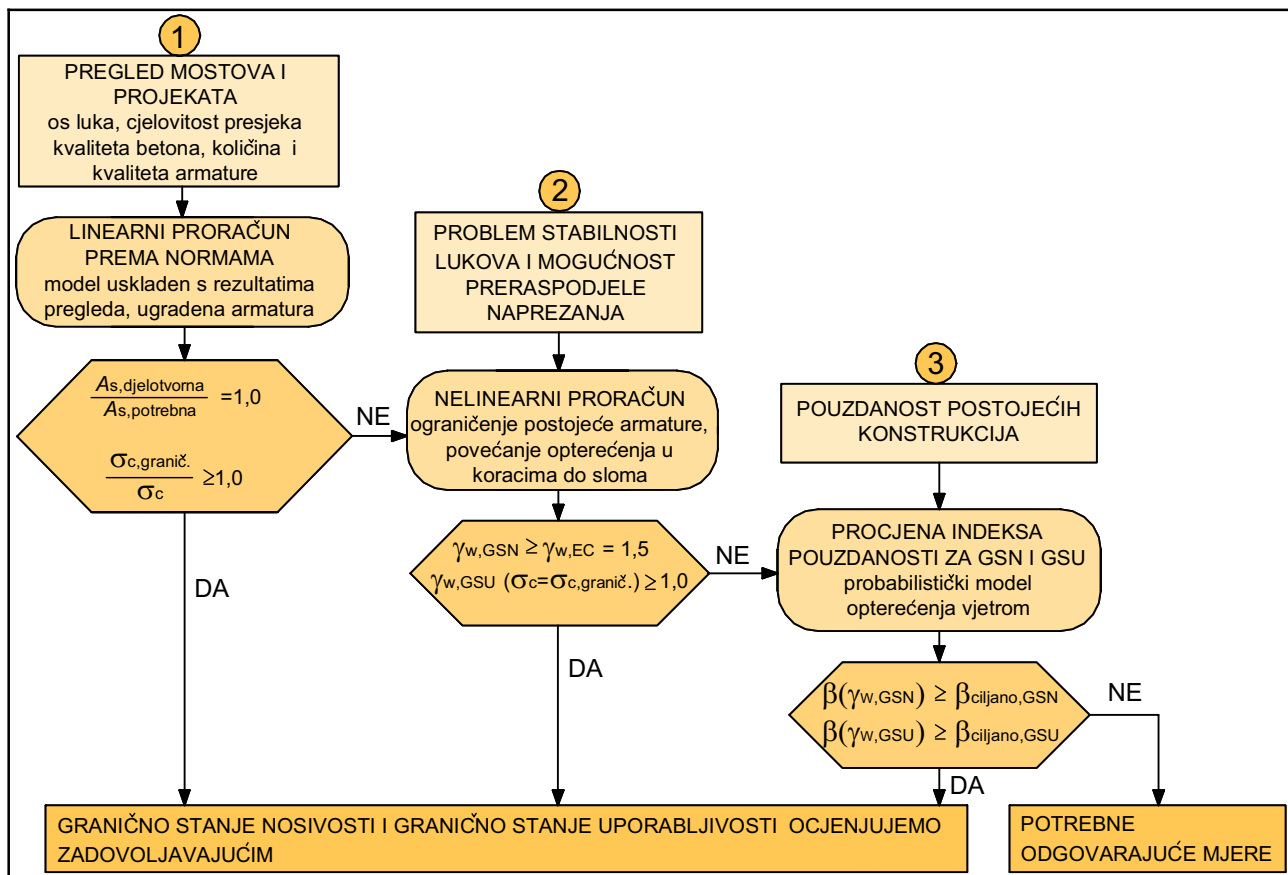 1
PREGLED MOSTOVA I
PROJEKATA
os luka, cjelovitost presjeka
kvaliteta betona, količina i
kvaliteta armature
LINEARNI PRORAČUN
PREMA NORMAMA
model uskladen s rezultatima
pregleda, ugradena armatura
As,djelotvorna
As,potrebna
=1,0
σc,granič.
σc
≥1,0
NE
DA
2
PROBLEM STABILNOSTI
LUKOVA I MOGUĆNOST
PRERASPODJELE
NAPREZANJA
NELINEARNI PRORAČUN
ograničenje postojeće armature,
povećanje opterećenja u
koracima do sloma
γw,GSN ≥ γw,EC = 1,5
γw,GSU (σc=σc,granič.) ≥ 1,0
NE
DA
3
POUZDANOST POSTOJEĆIH
KONSTRUKCIJA
PROCJENA INDEKSA
POUZDANOSTI ZA GSN I GSU
probabilistički model
opterećenja vjetrom
β(γw,GSN) ≥ βciljano,GSN
β(γw,GSU) ≥ βciljano,GSU
NE
DA
GRANIČNO STANJE NOSIVOSTI I GRANIČNO STANJE UPORABLJIVOSTI OCJENJUJEMO
ZADOVOLJAVAJUĆIM
POTREBNE
ODGOVARAJUĆE MJERE